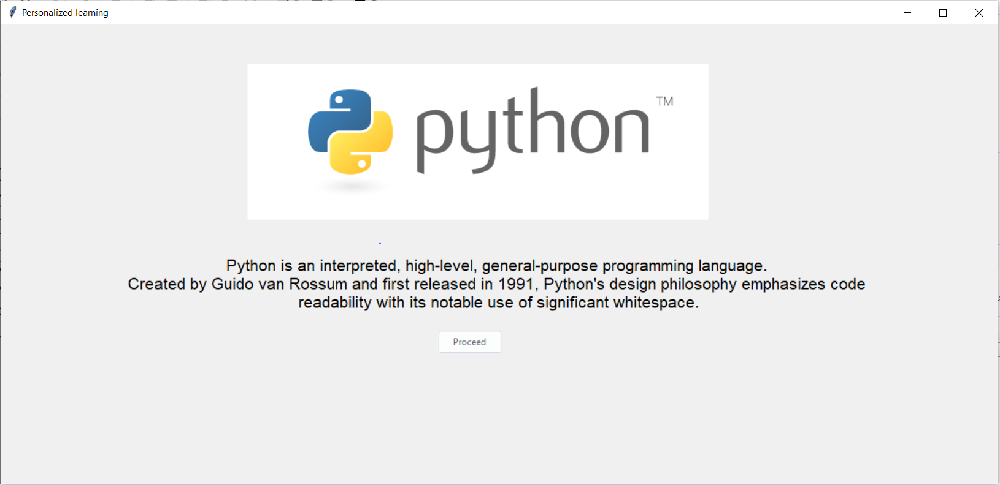 Personalized learning
python TM
Python is an interpreted, high-level, general-purpose programming language.
Created by Guido van Rossum and first released in 1991, Python's design philosophy emphasizes code
readability with its notable use of significant whitespace.
Proceed